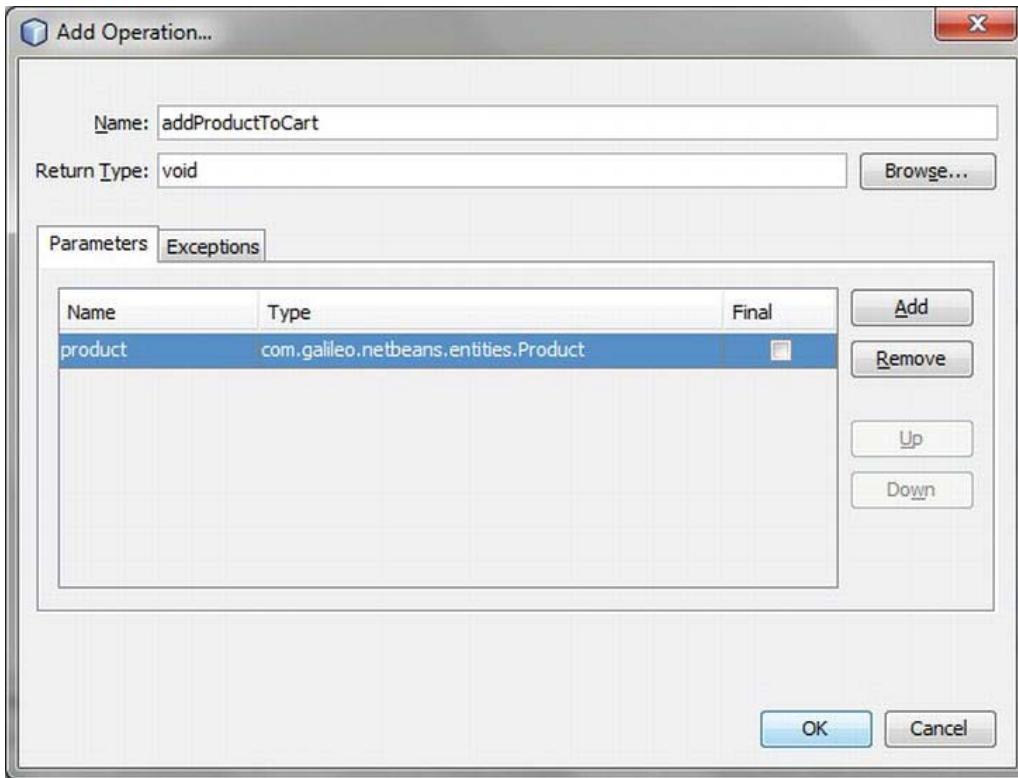 Add Operation...
Name: addProductToCart
Return Type: void Browse...
Parameters Exceptions
Name Type Final Add
product com.galileo.netbeans.entities.Product Remove
Up
Down
OK Cancel